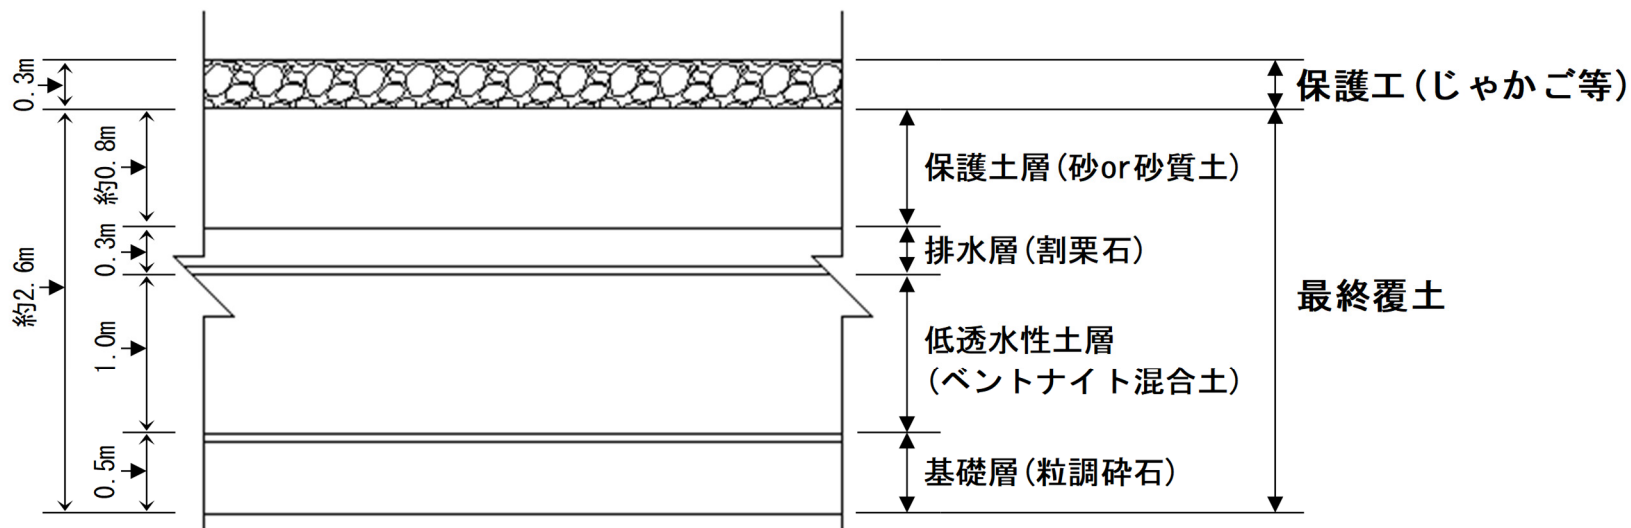 0.3m
保護工(じゃかご等)
約0.8m
保護土層(砂or砂質土)
0.3m
排水層(割栗石)
約2.6m
最終覆土
1.0m
低透水性土層
(ベントナイト混合土)
0.5m
基礎層(粒調砕石)